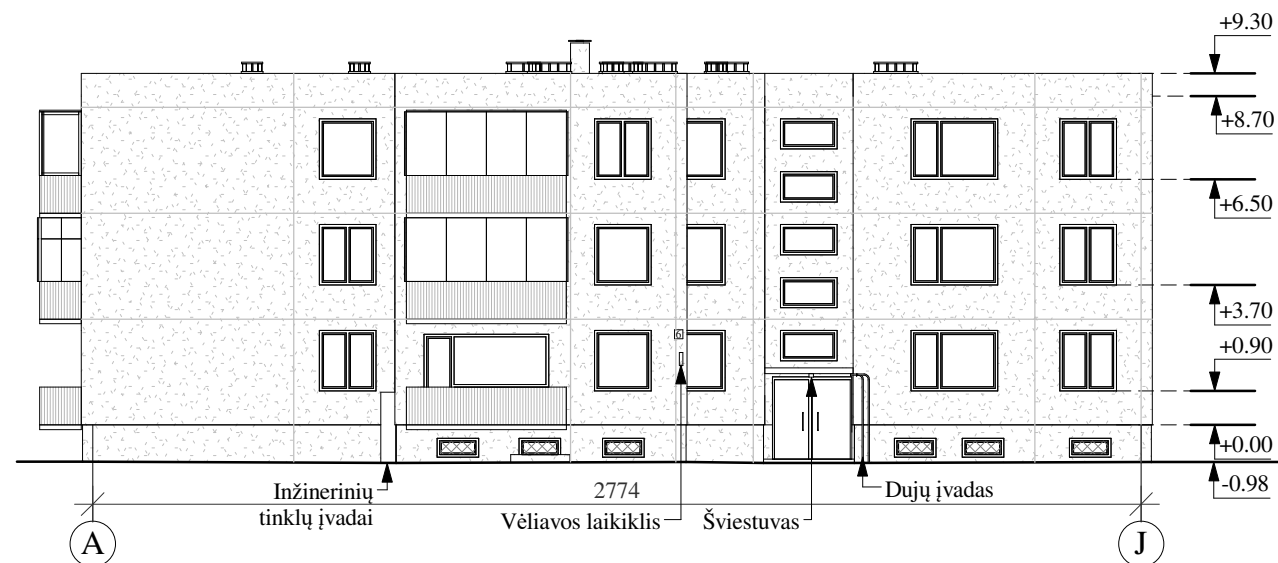 +9.30
+8.70
+6.50
+3.70
+0.90
6
+0.00
-0.98
Inžinerinių
tinklų įvadai
2774
Vėliavos laikiklis
Šviestuvas
Dujų įvadas
A
J